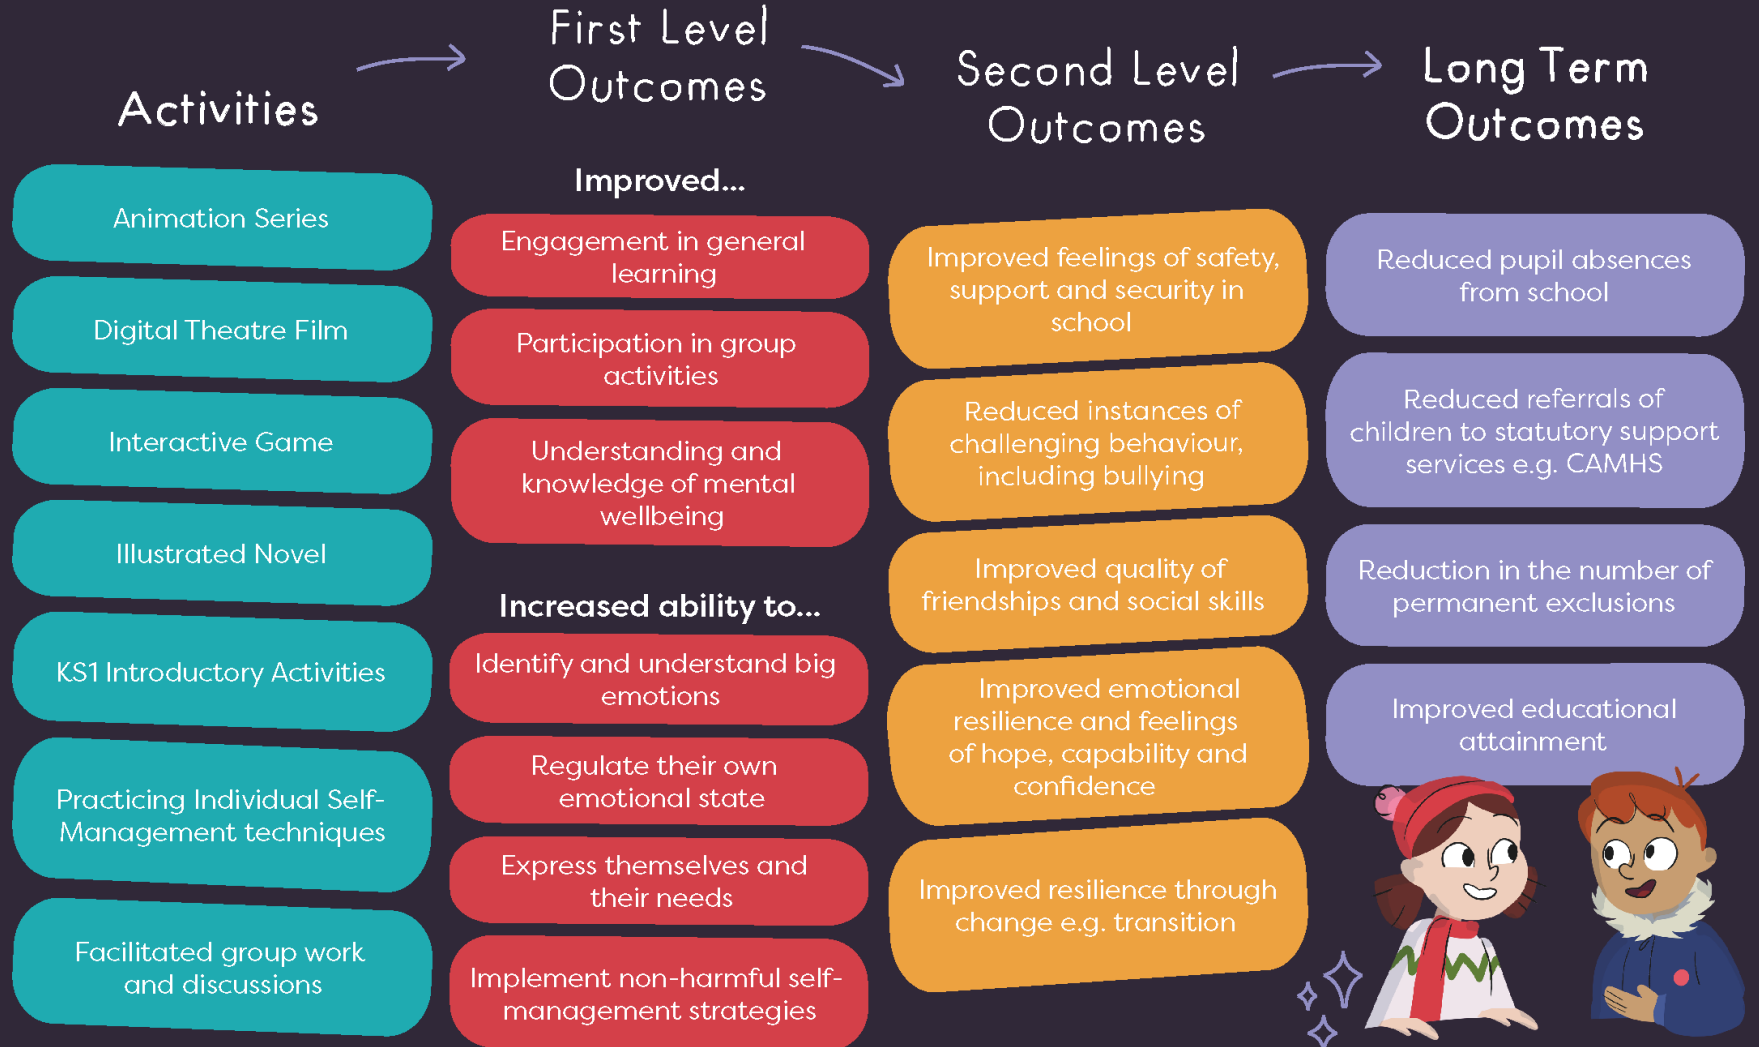 Activities
Animation Series
Digital Theatre Film
Interactive Game
Illustrated Novel
KS1 Introductory Activities
Practicing Individual Self-
Management techniques
Facilitated group work
and discussions
First Level
Outcomes
Improved...
Engagement in general
learning
Participation in group
activities
Understanding and
knowledge of mental
wellbeing
Increased ability to...
Identify and understand big
emotions
Regulate their own
emotional state
Express themselves and
their needs
Implement non-harmful self-
management strategies
Second Level
Outcomes
Improved feelings of safety,
support and security in
school
Reduced instances of
challenging behaviour,
including bullying
Improved quality of
friendships and social skills
Improved emotional
resilience and feelings
of hope, capability and
confidence
Improved resilience through
change e.g. transition
Long Term
Outcomes
Reduced pupil absences
from school
Reduced referrals of
children to statutory support
services e.g. CAMHS
Reduction in the number of
permanent exclusions
Improved educational
attainment